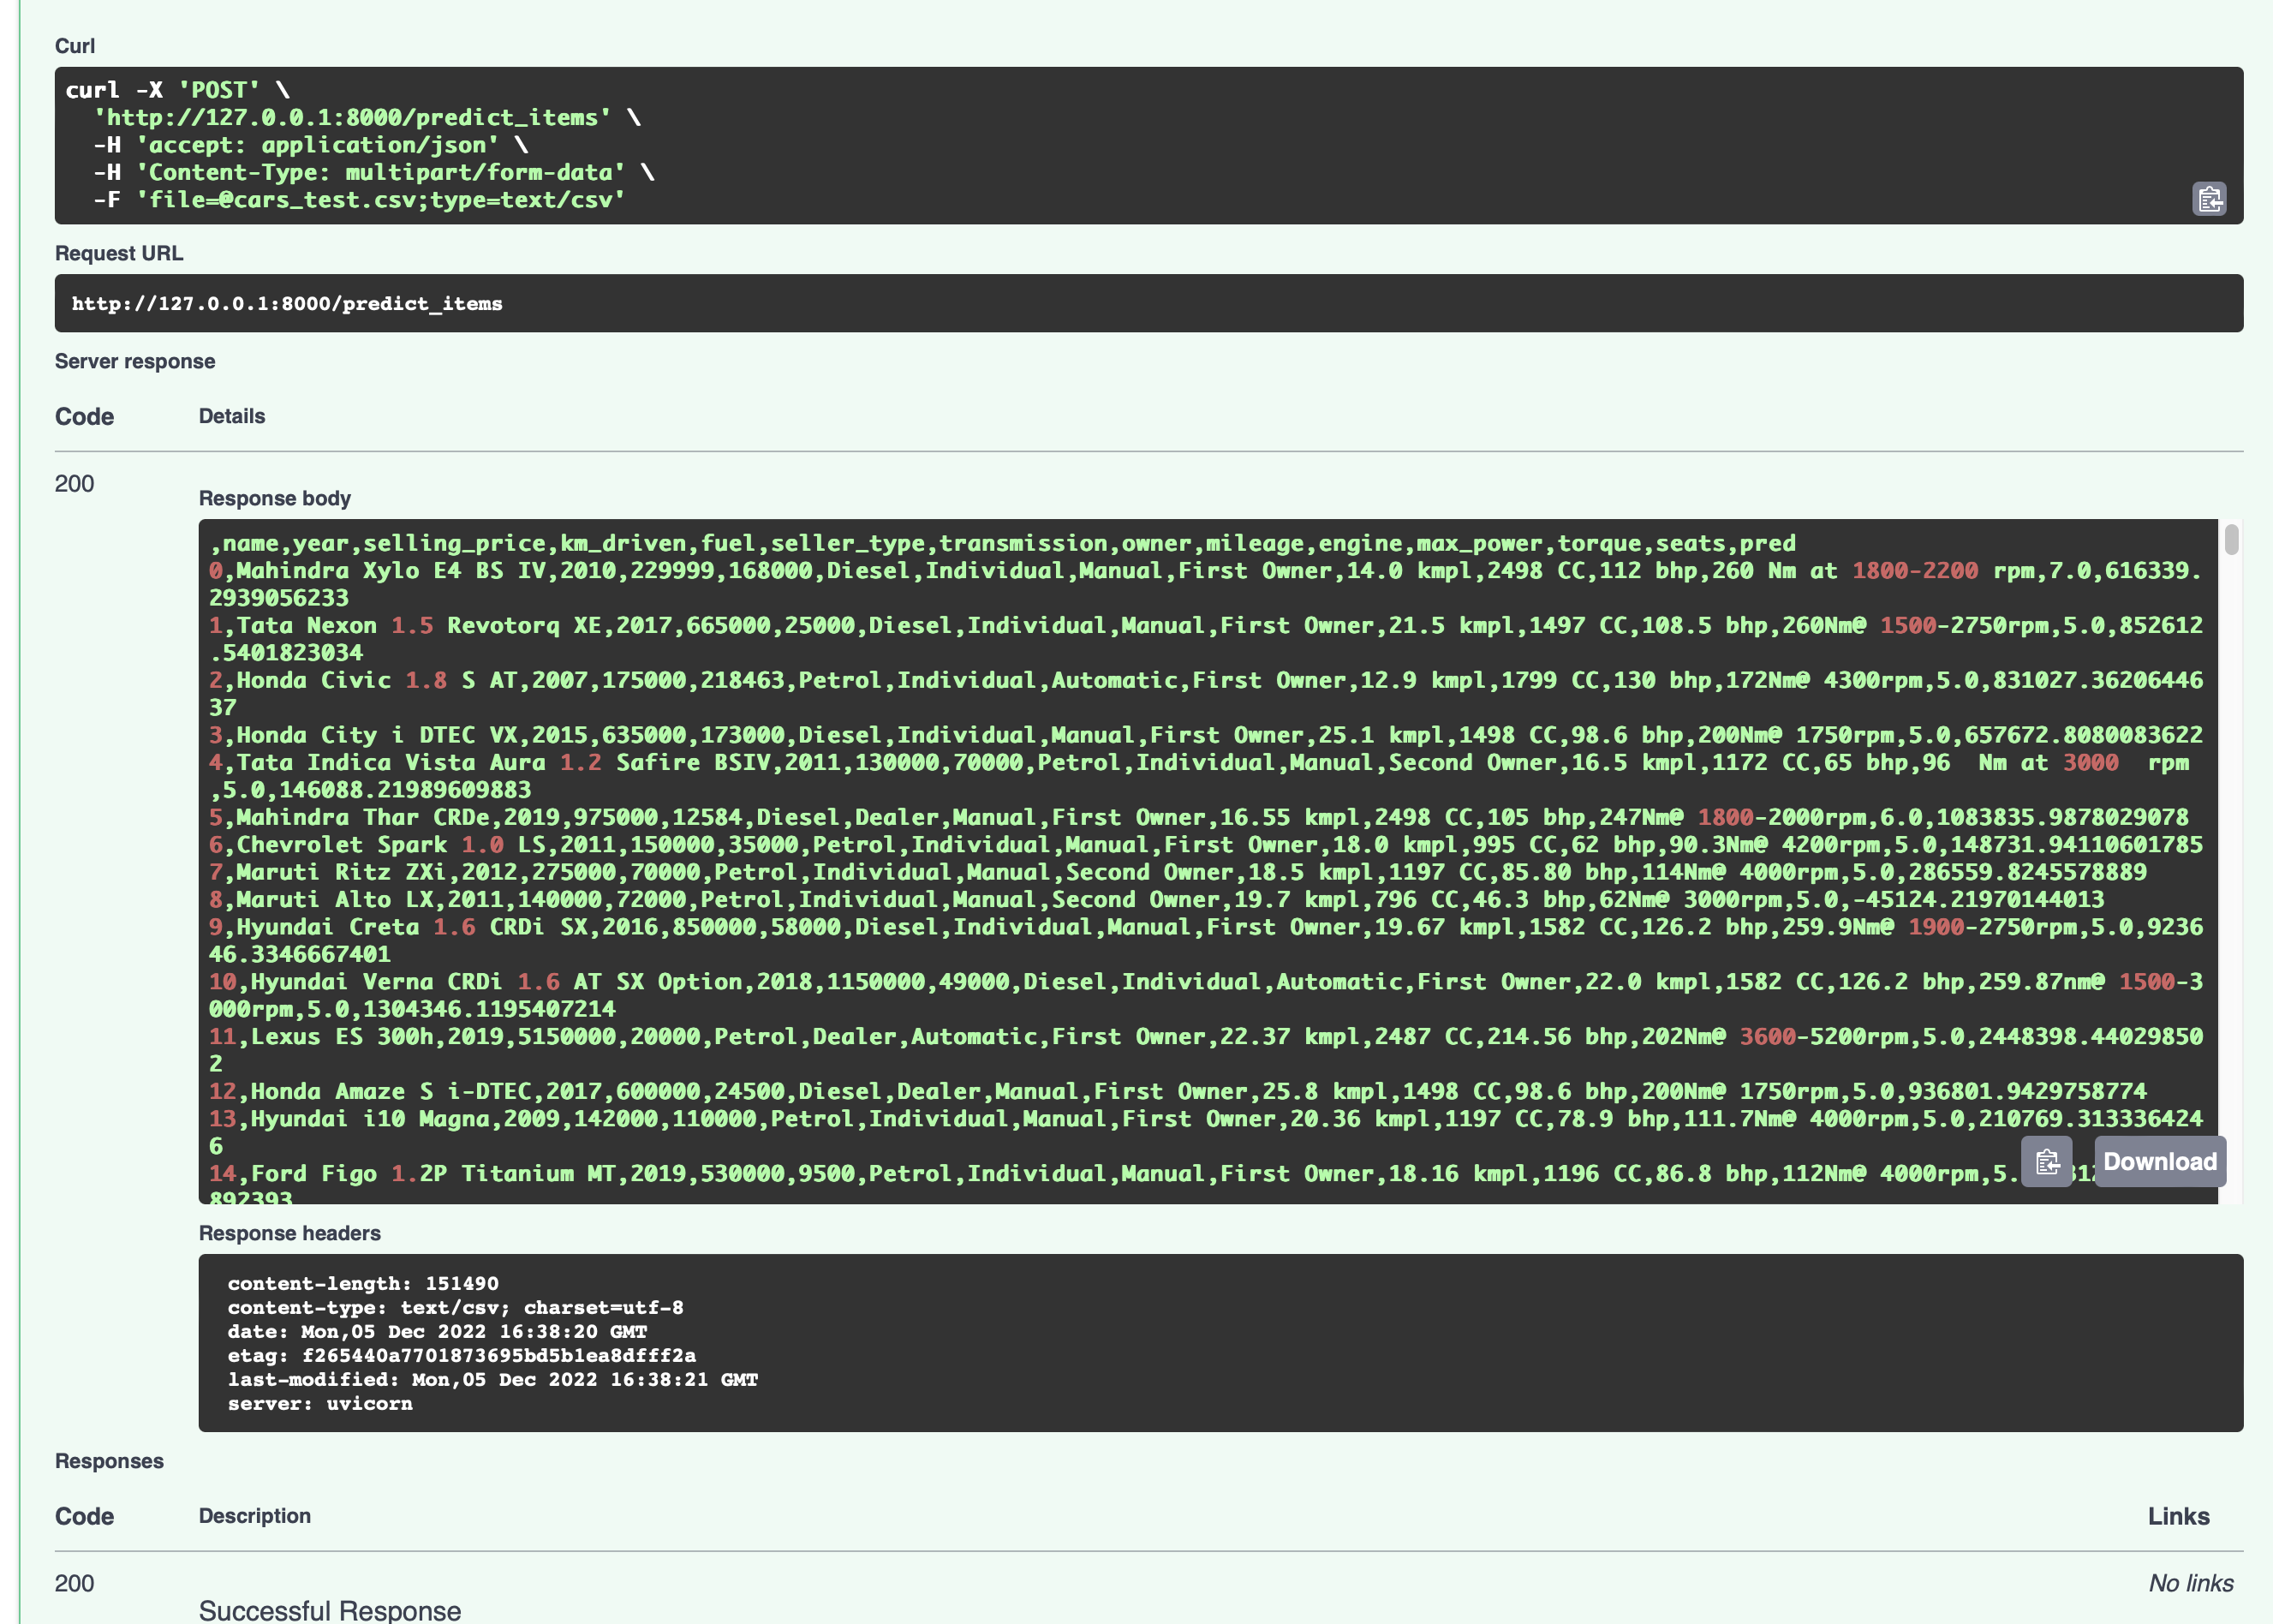 Curl
curl -X 'POST' \
  'http://127.0.0.1:8000/predict_items' \
  -H 'accept: application/json' \
  -H 'Content-Type: multipart/form-data' \
  -F 'file=@cars_test.csv;type=text/csv'
Request URL
http://127.0.0.1:8000/predict_items
Server response
Code Details
200
Response body
,name,year,selling_price,km_driven,fuel,seller_type,transmission,owner,mileage,engine,max_power,torque,seats,pred
0,Mahindra Xylo E4 BS IV,2010,229999,168000,Diesel,Individual,Manual,First Owner,14.0 kmpl,2498 CC,112 bhp,260 Nm at 1800-2200 rpm,7.0,616339.
2939056233
1,Tata Nexon 1.5 Revotorq XE,2017,665000,25000,Diesel,Individual,Manual,First Owner,21.5 kmpl,1497 CC,108.5 bhp,260Nm@ 1500-2750rpm,5.0,852612
.5401823034
2,Honda Civic 1.8 S AT,2007,175000,218463,Petrol,Individual,Automatic,First Owner,12.9 kmpl,1799 CC,130 bhp,172Nm@ 4300rpm,5.0,831027.36206446
37
3,Honda City i DTEC VX,2015,635000,173000,Diesel,Individual,Manual,First Owner,25.1 kmpl,1498 CC,98.6 bhp,200Nm@ 1750rpm,5.0,657672.8080083622
4,Tata Indica Vista Aura 1.2 Safire BSIV,2011,130000,70000,Petrol,Individual,Manual,Second Owner,16.5 kmpl,1172 CC,65 bhp,96  Nm at 3000  rpm
,5.0,146088.21989609883
5,Mahindra Thar CRDe,2019,975000,12584,Diesel,Dealer,Manual,First Owner,16.55 kmpl,2498 CC,105 bhp,247Nm@ 1800-2000rpm,6.0,1083835.9878029078
6,Chevrolet Spark 1.0 LS,2011,150000,35000,Petrol,Individual,Manual,First Owner,18.0 kmpl,995 CC,62 bhp,90.3Nm@ 4200rpm,5.0,148731.94110601785
7,Maruti Ritz ZXi,2012,275000,70000,Petrol,Individual,Manual,Second Owner,18.5 kmpl,1197 CC,85.80 bhp,114Nm@ 4000rpm,5.0,286559.8245578889
8,Maruti Alto LX,2011,140000,72000,Petrol,Individual,Manual,Second Owner,19.7 kmpl,796 CC,46.3 bhp,62Nm@ 3000rpm,5.0,-45124.21970144013
9,Hyundai Creta 1.6 CRDi SX,2016,850000,58000,Diesel,Individual,Manual,First Owner,19.67 kmpl,1582 CC,126.2 bhp,259.9Nm@ 1900-2750rpm,5.0,9236
46.3346667401
10,Hyundai Verna CRDi 1.6 AT SX Option,2018,1150000,49000,Diesel,Individual,Automatic,First Owner,22.0 kmpl,1582 CC,126.2 bhp,259.87nm@ 1500-3
000rpm,5.0,1304346.1195407214
11,Lexus ES 300h,2019,5150000,20000,Petrol,Dealer,Automatic,First Owner,22.37 kmpl,2487 CC,214.56 bhp,202Nm@ 3600-5200rpm,5.0,2448398.44029850
2
12,Honda Amaze S i-DTEC,2017,600000,24500,Diesel,Dealer,Manual,First Owner,25.8 kmpl,1498 CC,98.6 bhp,200Nm@ 1750rpm,5.0,936801.9429758774
13,Hyundai i10 Magna,2009,142000,110000,Petrol,Individual,Manual,First Owner,20.36 kmpl,1197 CC,78.9 bhp,111.7Nm@ 4000rpm,5.0,210769.313336424
6
14,Ford Figo 1.2P Titanium MT,2019,530000,9500,Petrol,Individual,Manual,First Owner,18.16 kmpl,1196 CC,86.8 bhp,112Nm@ 4000rpm,5.
892393
Download
Response headers
content-length: 151490
content-type: text/csv; charset=utf-8
date: Mon,05 Dec 2022 16:38:20 GMT
etag: f265440a7701873695bd5b1ea8dfff2a
last-modified: Mon,05 Dec 2022 16:38:21 GMT
server: uvicorn
Responses
Code Description Links
200 No links
Successful Response